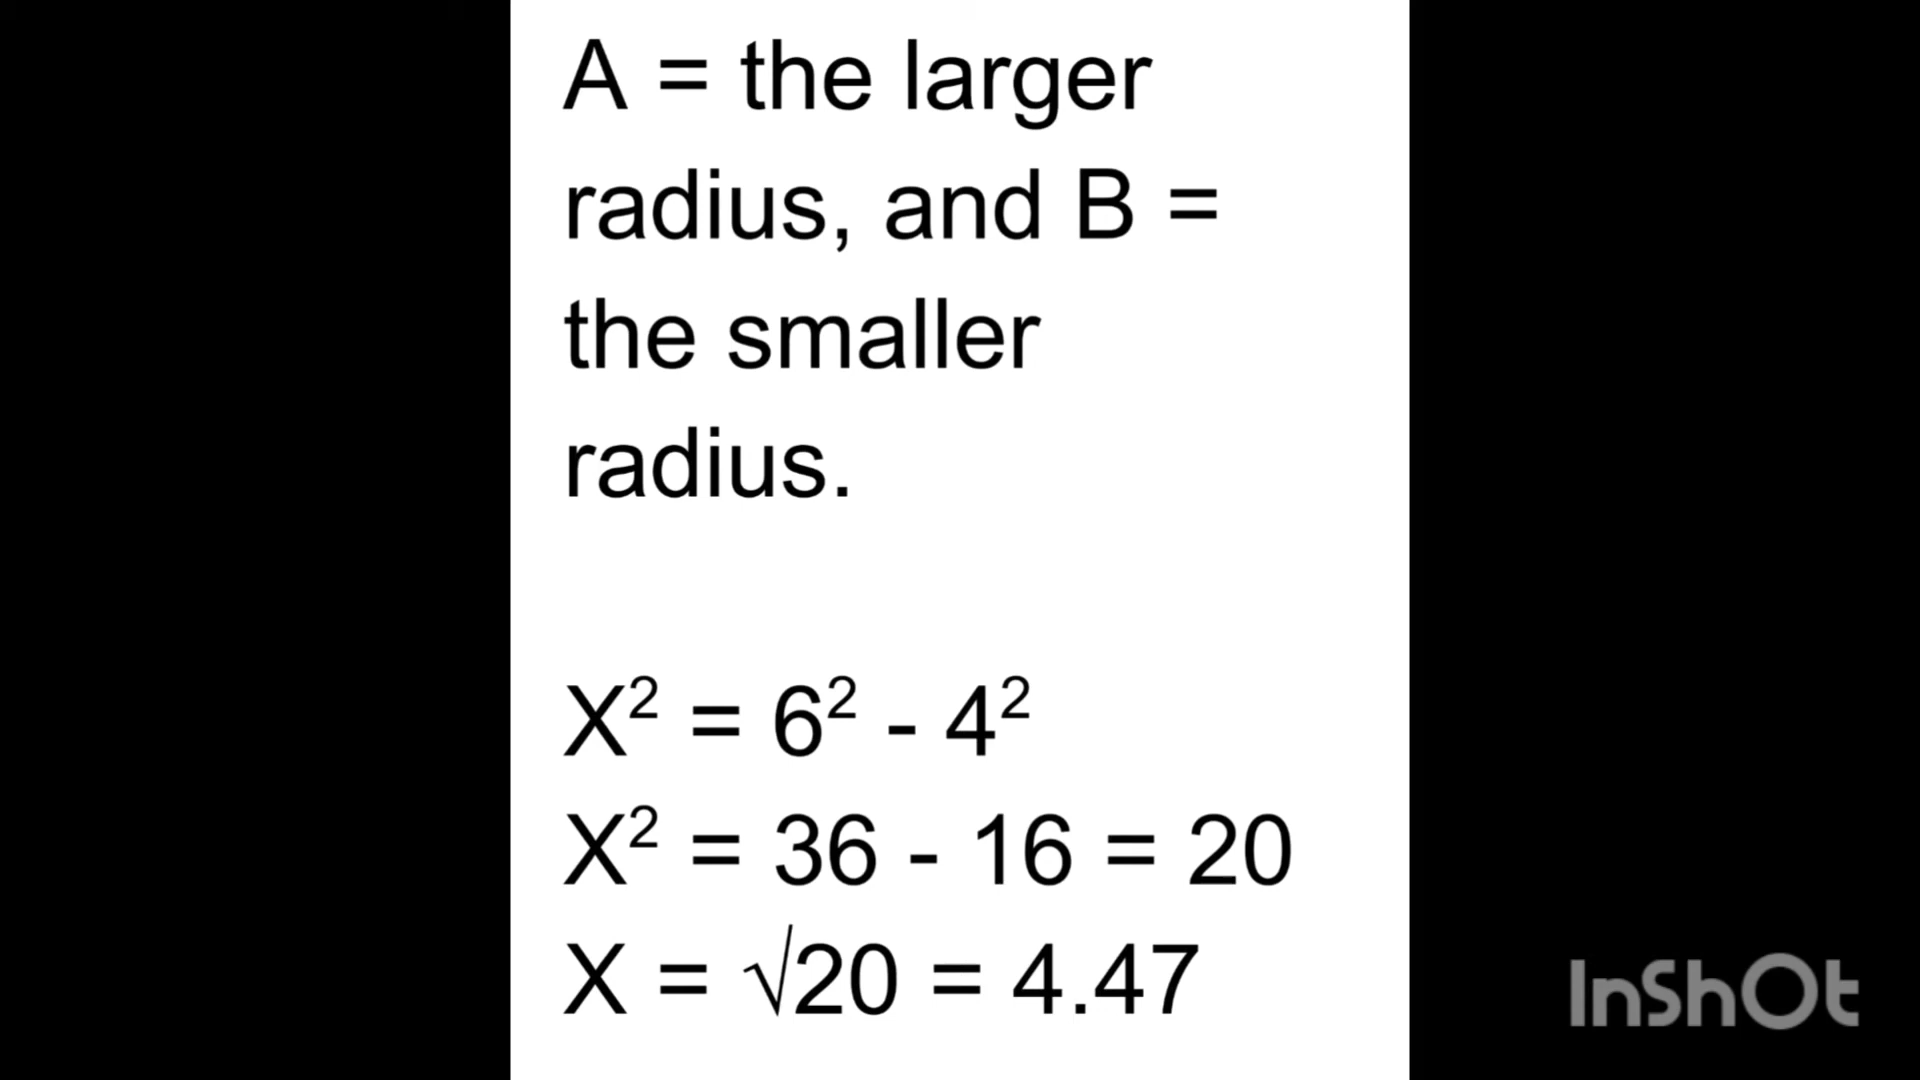 A = the larger
radius, and B =
the smaller
radius.
X² = 6² - 4²
X² = 36 - 16 = 20
X = √20 = 4.47
InShOt